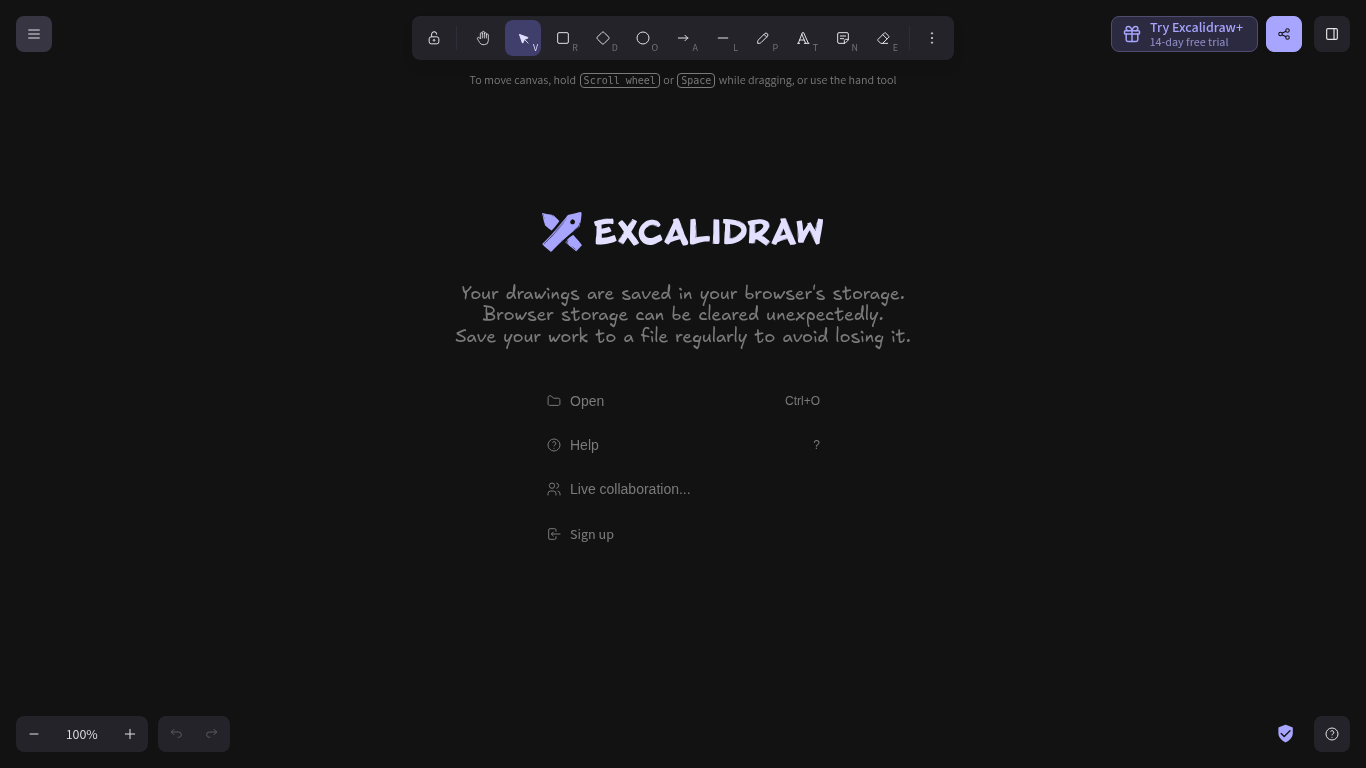 V
R
D
O
A
L
P
T
N
E
Try Excalidraw+
14-day free trial
To move canvas, hold Scroll wheel or Space while dragging, or use the hand tool
EXCALIDRAW
Your drawings are saved in your browser's storage.
Browser storage can be cleared unexpectedly.
Save your work to a file regularly to avoid losing it.
Open Ctrl+O
Help ?
Live collaboration...
Sign up
100%